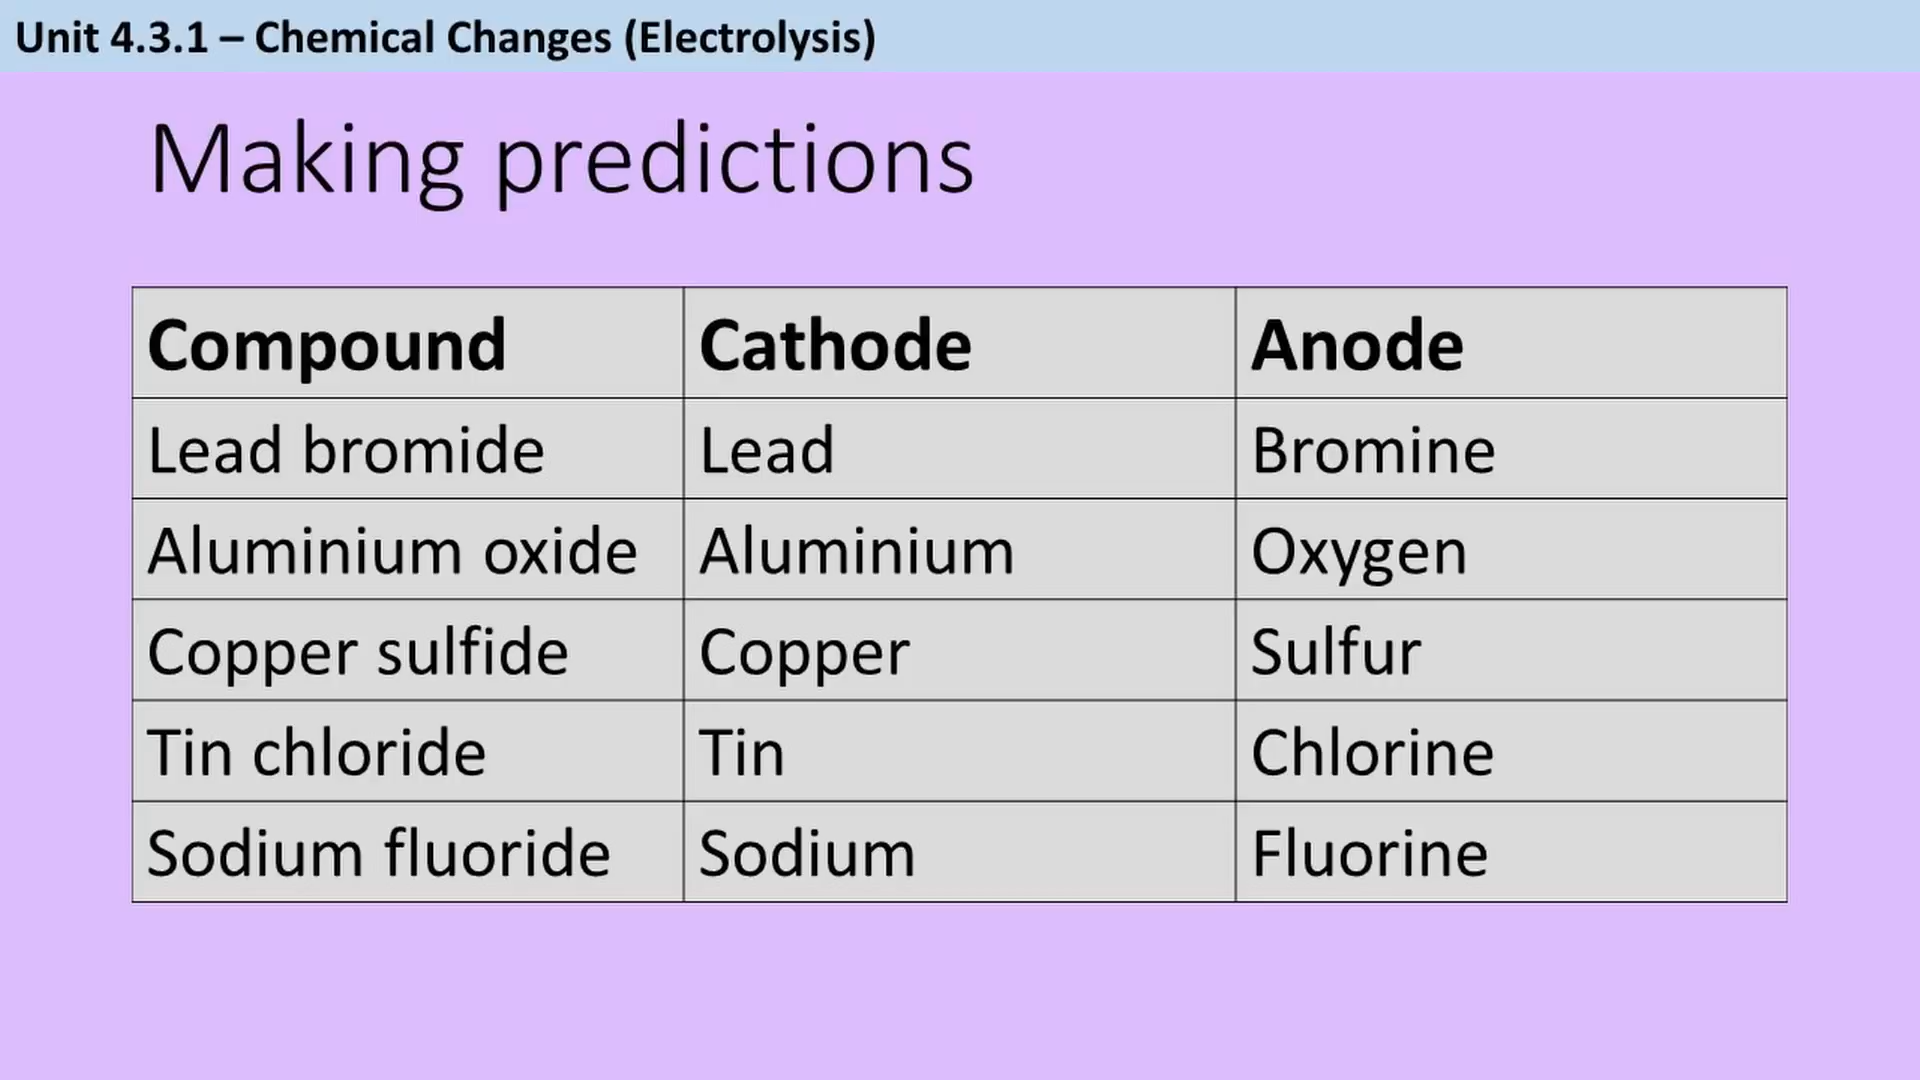 Unit 4.3.1 – Chemical Changes (Electrolysis)
Making predictions
Compound Cathode Anode
Lead bromide Lead Bromine
Aluminium oxide Aluminium Oxygen
Copper sulfide Copper Sulfur
Tin chloride Tin Chlorine
Sodium fluoride Sodium Fluorine